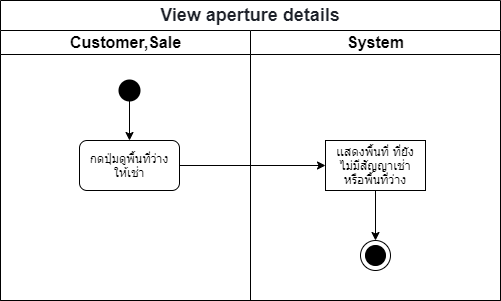 View aperture details
Customer,Sale
System
กดปุ่มดูพื้นที่ว่าง
ให้เช่า
แสดงพื้นที่ ที่ยัง
ไม่มีสัญญาเช่า
หรือพื้นที่ว่าง